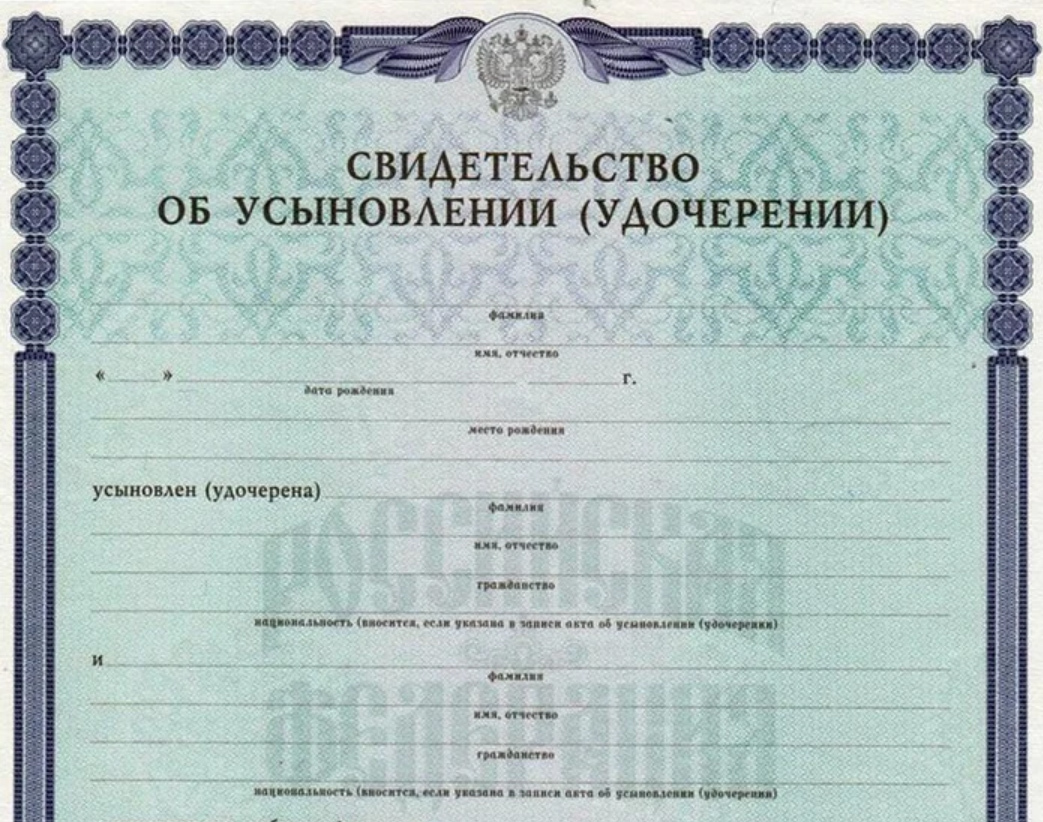 СВИДЕТЕЛЬСТВО
ОБ УСЫНОВЛЕНИИ (УДОЧЕРЕНИИ)
фамилия
имя, отчество
« » г.
дата рождения
место рождения
усыновлен (удочерена)
фамилия
имя, отчество
гражданство
национальность (вносится, если указана в записи акта об усыновлении (удочерении)
и
фамилия
имя, отчество
гражданство
национальность (вносится, если указана в записи акта об усыновлении (удочерении)
РОССИЙСКАЯ
ФЕДЕРАЦИЯ